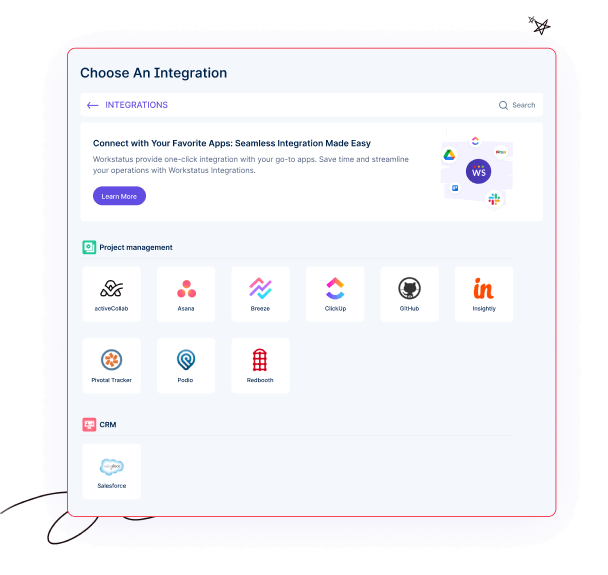 Choose An Integration
INTEGRATIONS
Search
Connect with Your Favorite Apps: Seamless Integration Made Easy
Workstatus provide one-click integration with your go-to apps. Save time and streamline
your operations with Workstatus Integrations.
Learn More
WS
Project management
activeCollab
Asana
Breeze
ClickUp
GitHub
in
Insightly
Pivotal Tracker
Podio
Redbooth
CRM
salesforce
Salesforce